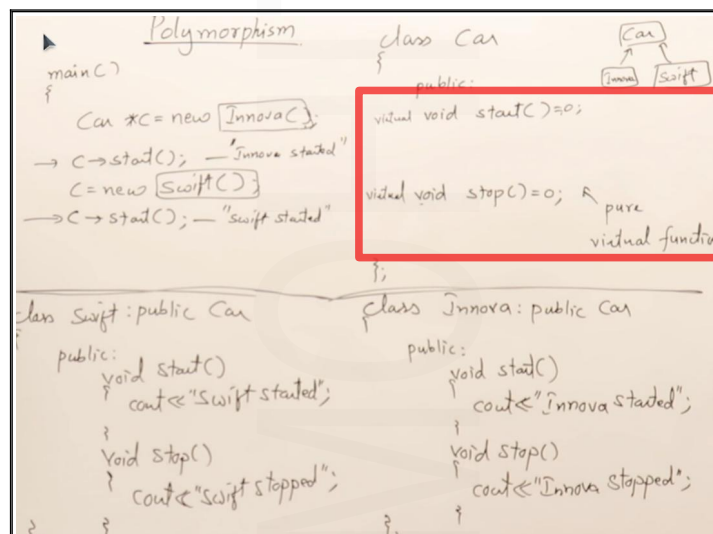 Polymorphism
main()
{
Car *C = new Innova();
→ C→start(); — "Innova started"
C = new Swift();
→ C→start(); — "swift started"
class Car
{
public:
virtual void start()=0;
virtual void stop()=0;
pure
virtual functio
};
Car
Innova
Swift
class Swift : public Car
{
public:
void start()
{
cout<<"Swift Started";
}
void stop()
{
cout<<"Swift Stopped";
}
}
class Innova : public Car
{
public:
void start()
{
cout<<"Innova Started";
}
void stop()
{
cout<<"Innova Stopped";
}
};